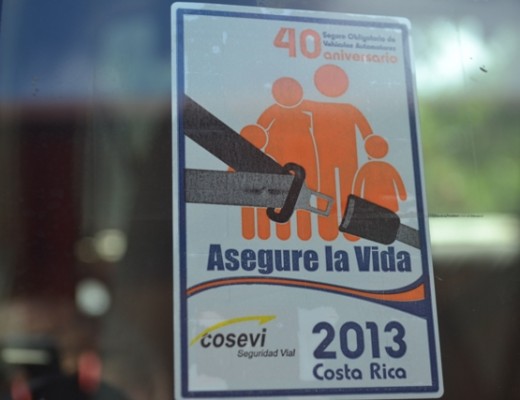 40
Seguro Obligatorio de
Vehículos Automotores
aniversario
Asegure la Vida
cosevi
Seguridad Vial
2013
Costa Rica